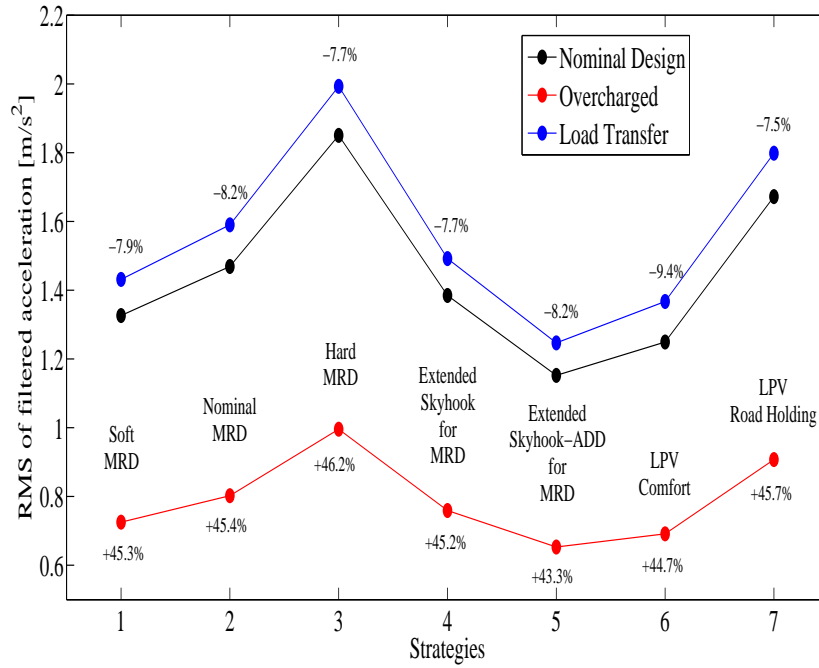 RMS of filtered acceleration [m/s²]
2.2
2
1.8
1.6
1.4
1.2
1
0.8
0.6
Nominal Design
Overcharged
Load Transfer
−7.9%
−8.2%
−7.7%
−7.7%
−8.2%
−9.4%
−7.5%
Soft
MRD
Nominal
MRD
Hard
MRD
Extended
Skyhook
for
MRD
Extended
Skyhook−ADD
for
MRD
LPV
Comfort
LPV
Road Holding
+45.3%
+45.4%
+46.2%
+45.2%
+43.3%
+44.7%
+45.7%
1 2 3 4 5 6 7
Strategies